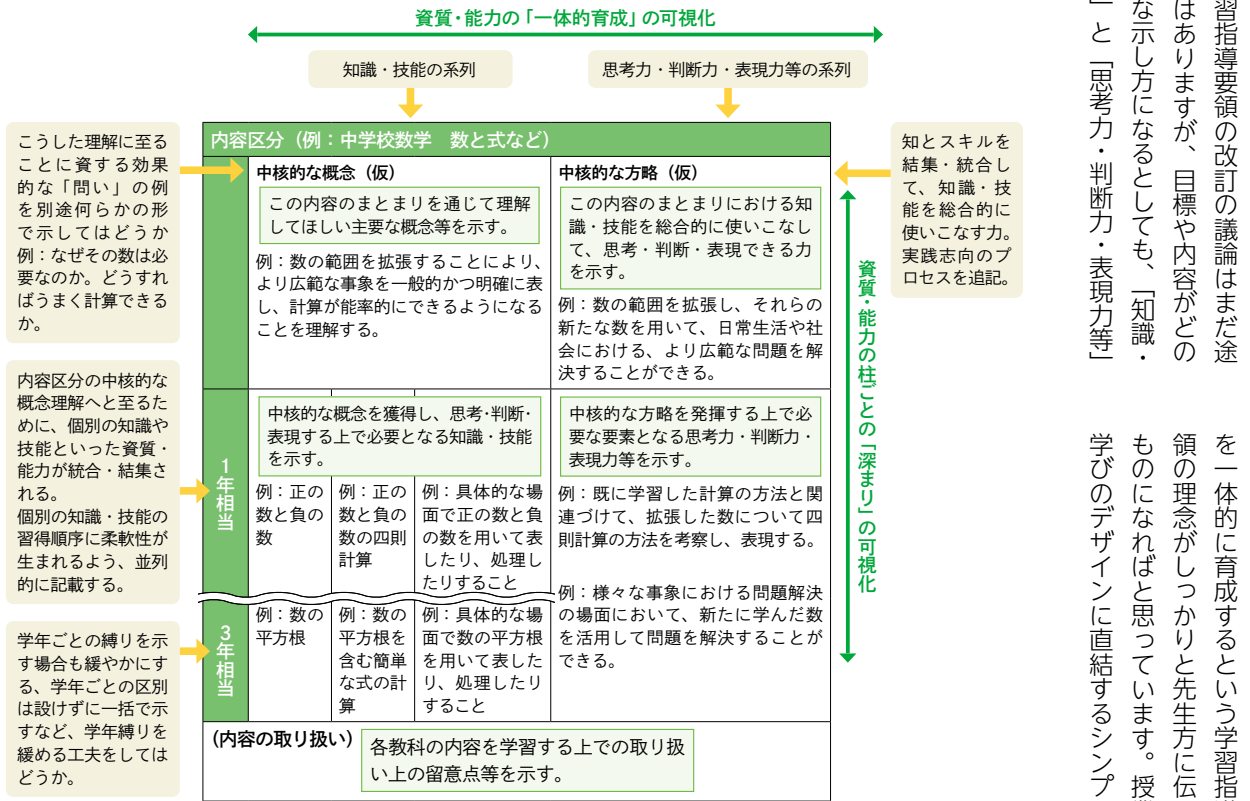 資質・能力の「一体的育成」の可視化
知識・技能の系列
思考力・判断力・表現力等の系列
こうした理解に至る
ことに資する効果
的な「問い」の例
を別途何らかの形
で示してはどうか
例：なぜその数は必
要なのか。どうすれ
ばうまく計算できる
か。
内容区分の中核的な
概念理解へと至るた
めに、個別の知識や
技能といった資質・
能力が統合・結集さ
れる。
個別の知識・技能の
習得順序に柔軟性が
生まれるよう、並列
的に記載する。
学年ごとの縛りを示
す場合も緩やかにす
る、学年ごとの区別
は設けずに一括で示
すなど、学年縛りを
緩める工夫をしては
どうか。
内容区分（例：中学校数学　数と式など）
中核的な概念（仮）
この内容のまとまりを通じて理解
してほしい主要な概念等を示す。
例：数の範囲を拡張することにより、
より広範な事象を一般的かつ明確に表
し、計算が能率的にできるようになる
ことを理解する。
中核的な方略（仮）
この内容のまとまりにおける知
識・技能を総合的に使いこなし
て、思考・判断・表現できる力
を示す。
例：数の範囲を拡張し、それらの
新たな数を用いて、日常生活や社
会における、より広範な問題を解
決することができる。
1年相当
中核的な概念を獲得し、思考・判断・
表現する上で必要となる知識・技能
を示す。
例：正の
数と負の
数
例：正の
数と負の
数の四則
計算
例：具体的な場
面で正の数と負
の数を用いて表
したり、処理し
たりすること
中核的な方略を発揮する上で必
要な要素となる思考力・判断力・
表現力等を示す。
例：既に学習した計算の方法と関
連づけて、拡張した数について四
則計算の方法を考察し、表現する。
例：様々な事象における問題解決
の場面において、新たに学んだ数
を活用して問題を解決することが
できる。
3年相当
例：数の
平方根
例：数の
平方根を
含む簡単
な式の計
算
例：具体的な場
面で数の平方根
を用いて表した
り、処理したり
すること
（内容の取り扱い）
各教科の内容を学習する上での取り扱
い上の留意点等を示す。
知とスキルを
結集・統合し
て、知識・技
能を総合的に
使いこなす力。
実践志向のプ
ロセスを追記。
資質・能力の柱ごとの「深まり」の可視化
習指導要領の改訂の議論はまだ途
はありますが、目標や内容がどの
な示し方になるとしても、「知識・
」と「思考力・判断力・表現力等」
を一体的に育成するという学習指
領の理念がしっかりと先生方に伝
ものになればと思っています。授
学びのデザインに直結するシンプ